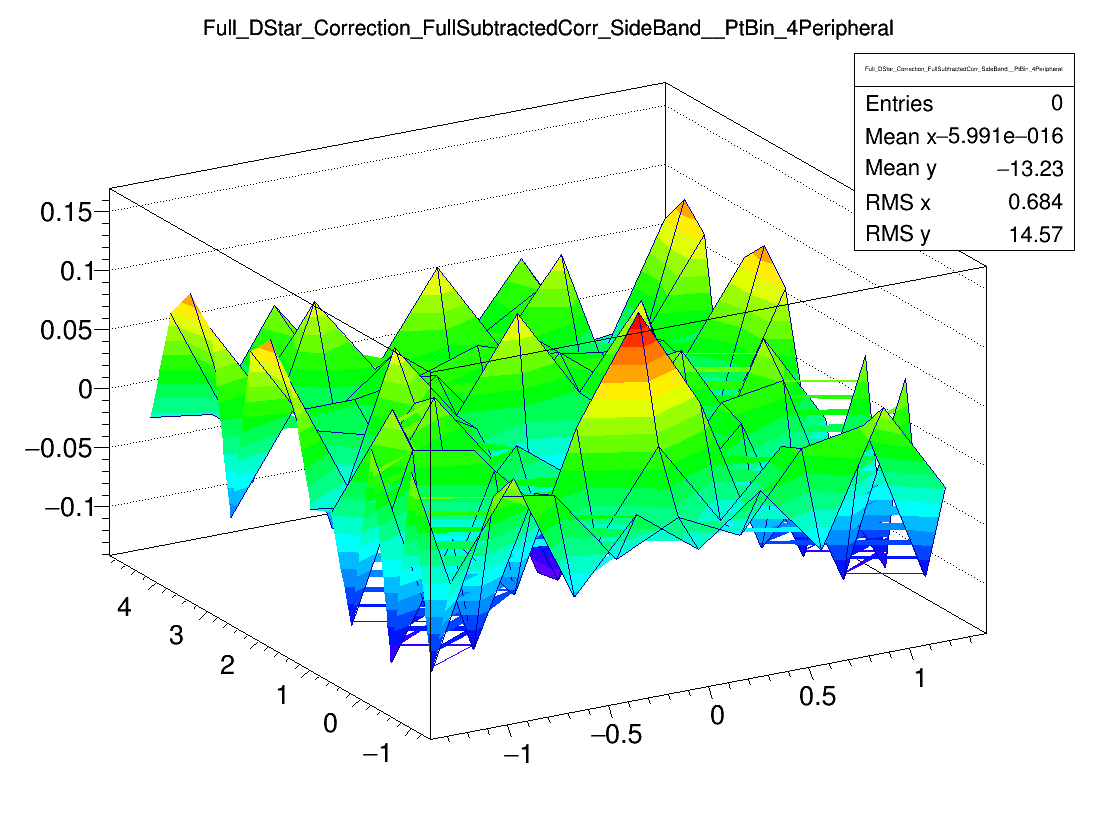 Full_DStar_Correction_FullSubtractedCorr_SideBand__PtBin_4Peripheral
Full_DStar_Correction_FullSubtractedCorr_SideBand__PtBin_4Peripheral
Entries 0
Mean x −5.991e−016
Mean y −13.23
RMS x 0.684
RMS y 14.57
0.15
0.1
0.05
0
−0.05
−0.1
4
3
2
1
0
−1
−1
−0.5
0
0.5
1